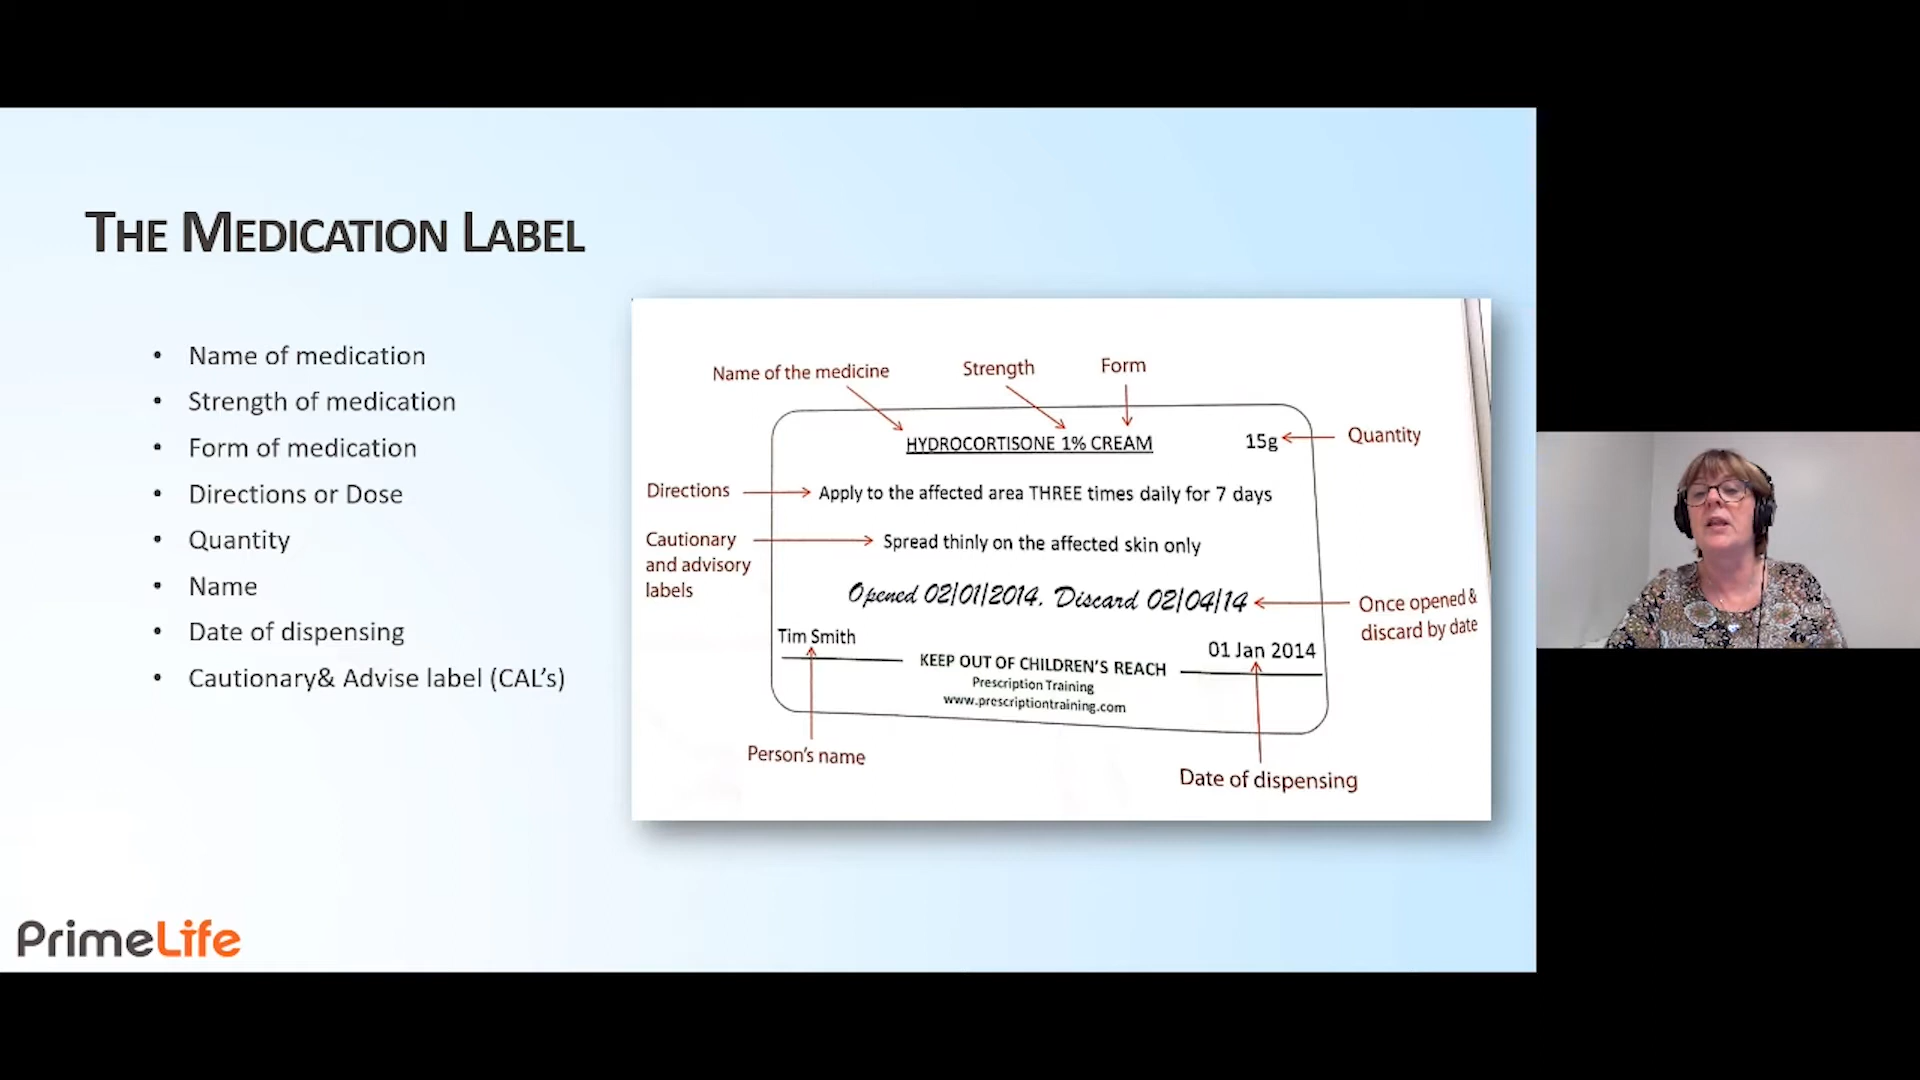 THE MEDICATION LABEL
• Name of medication
• Strength of medication
• Form of medication
• Directions or Dose
• Quantity
• Name
• Date of dispensing
• Cautionary& Advise label (CAL's)
Name of the medicine
Strength
Form
HYDROCORTISONE 1% CREAM
15g
Quantity
Directions
Apply to the affected area THREE times daily for 7 days
Cautionary
and advisory
labels
Spread thinly on the affected skin only
Opened 02/01/2014. Discard 02/04/14
Once opened &
discard by date
Tim Smith
01 Jan 2014
KEEP OUT OF CHILDREN'S REACH
Prescription Training
www.prescriptiontraining.com
Person's name
Date of dispensing
PrimeLife